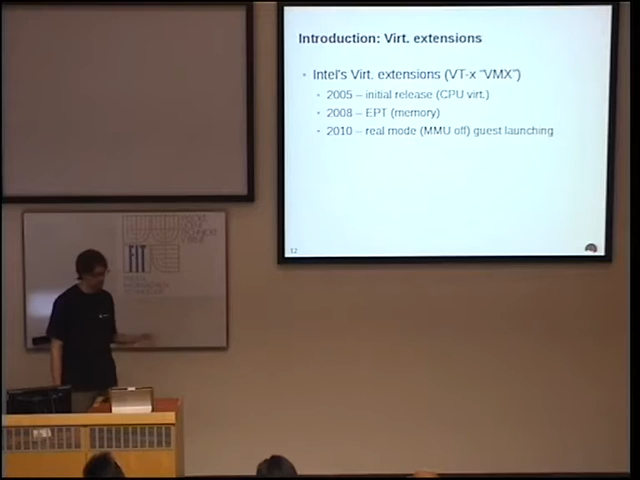 Introduction: Virt. extensions
Intel's Virt. extensions (VT-x "VMX")
2005 – initial release (CPU virt.)
2008 – EPT (memory)
2010 – real mode (MMU off) guest launching
12
FIT